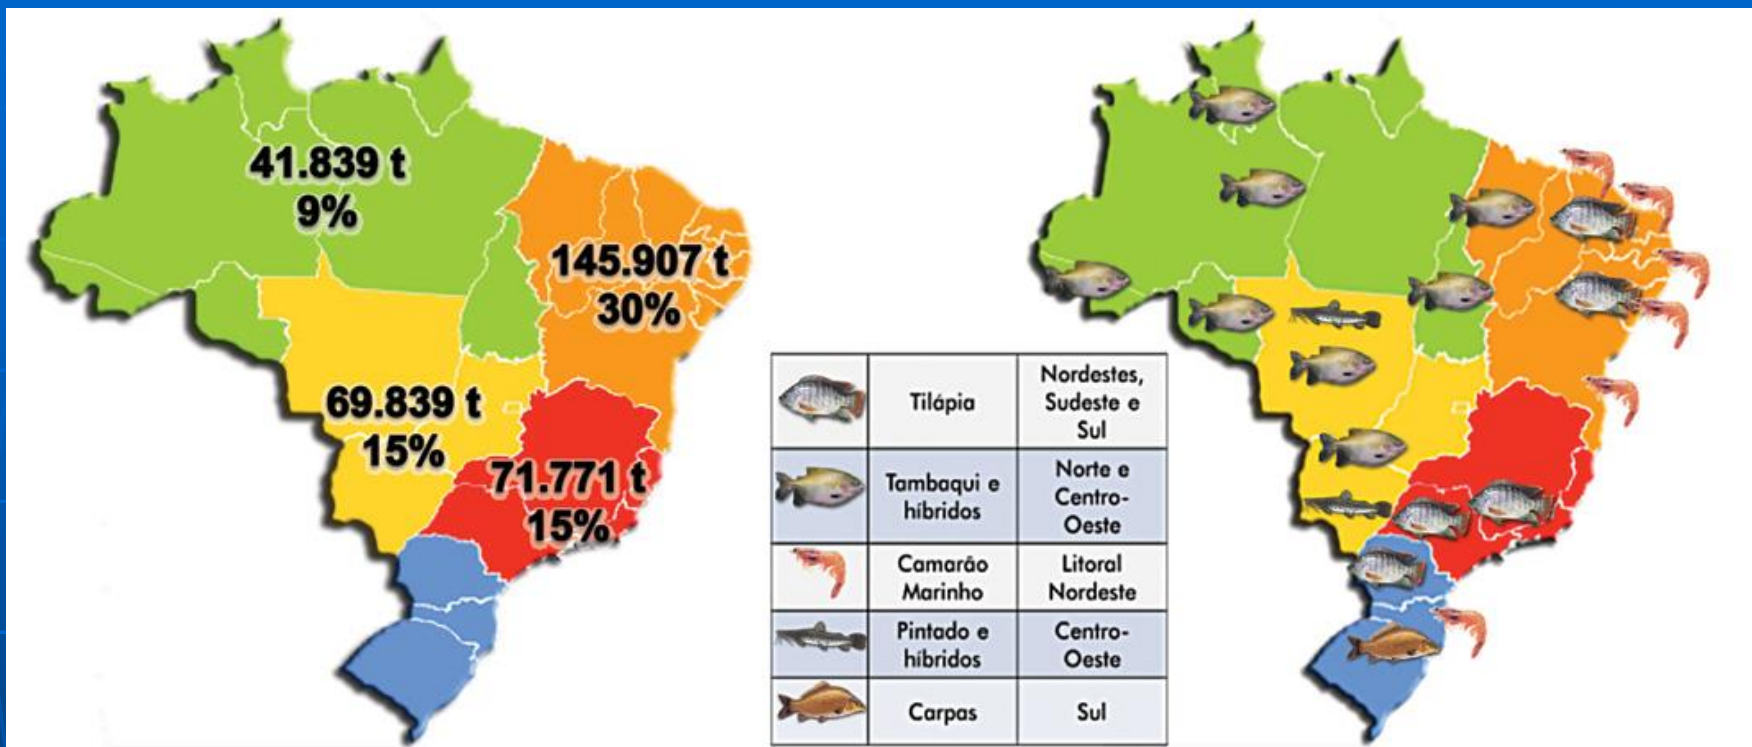 41.839 t
9%
145.907 t
30%
69.839 t
15%
71.771 t
15%
Tilápia
Nordestes,
Sudeste e
Sul
Tambaqui e
híbridos
Norte e
Centro-
Oeste
Camarão
Marinho
Litoral
Nordeste
Pintado e
híbridos
Centro-
Oeste
Carpas
Sul